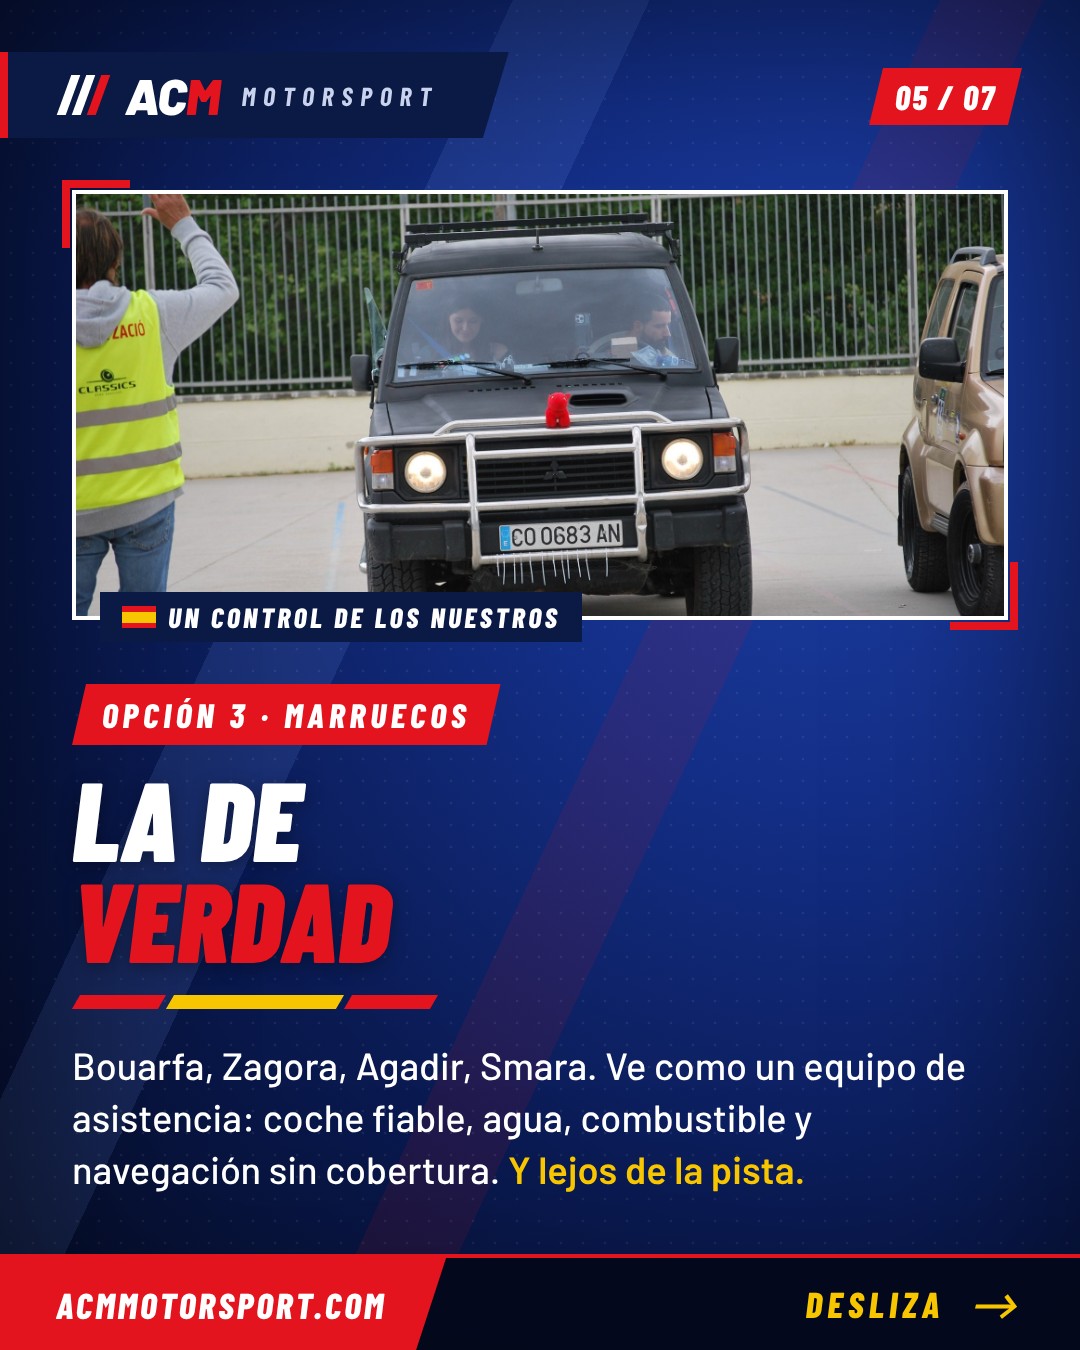 ACM MOTORSPORT
05 / 07
CLASSICS
CO 0683 AN
UN CONTROL DE LOS NUESTROS
OPCIÓN 3 · MARRUECOS
LA DE
VERDAD
Bouarfa, Zagora, Agadir, Smara. Ve como un equipo de
asistencia: coche fiable, agua, combustible y
navegación sin cobertura. Y lejos de la pista.
ACMMOTORSPORT.COM
DESLIZA →